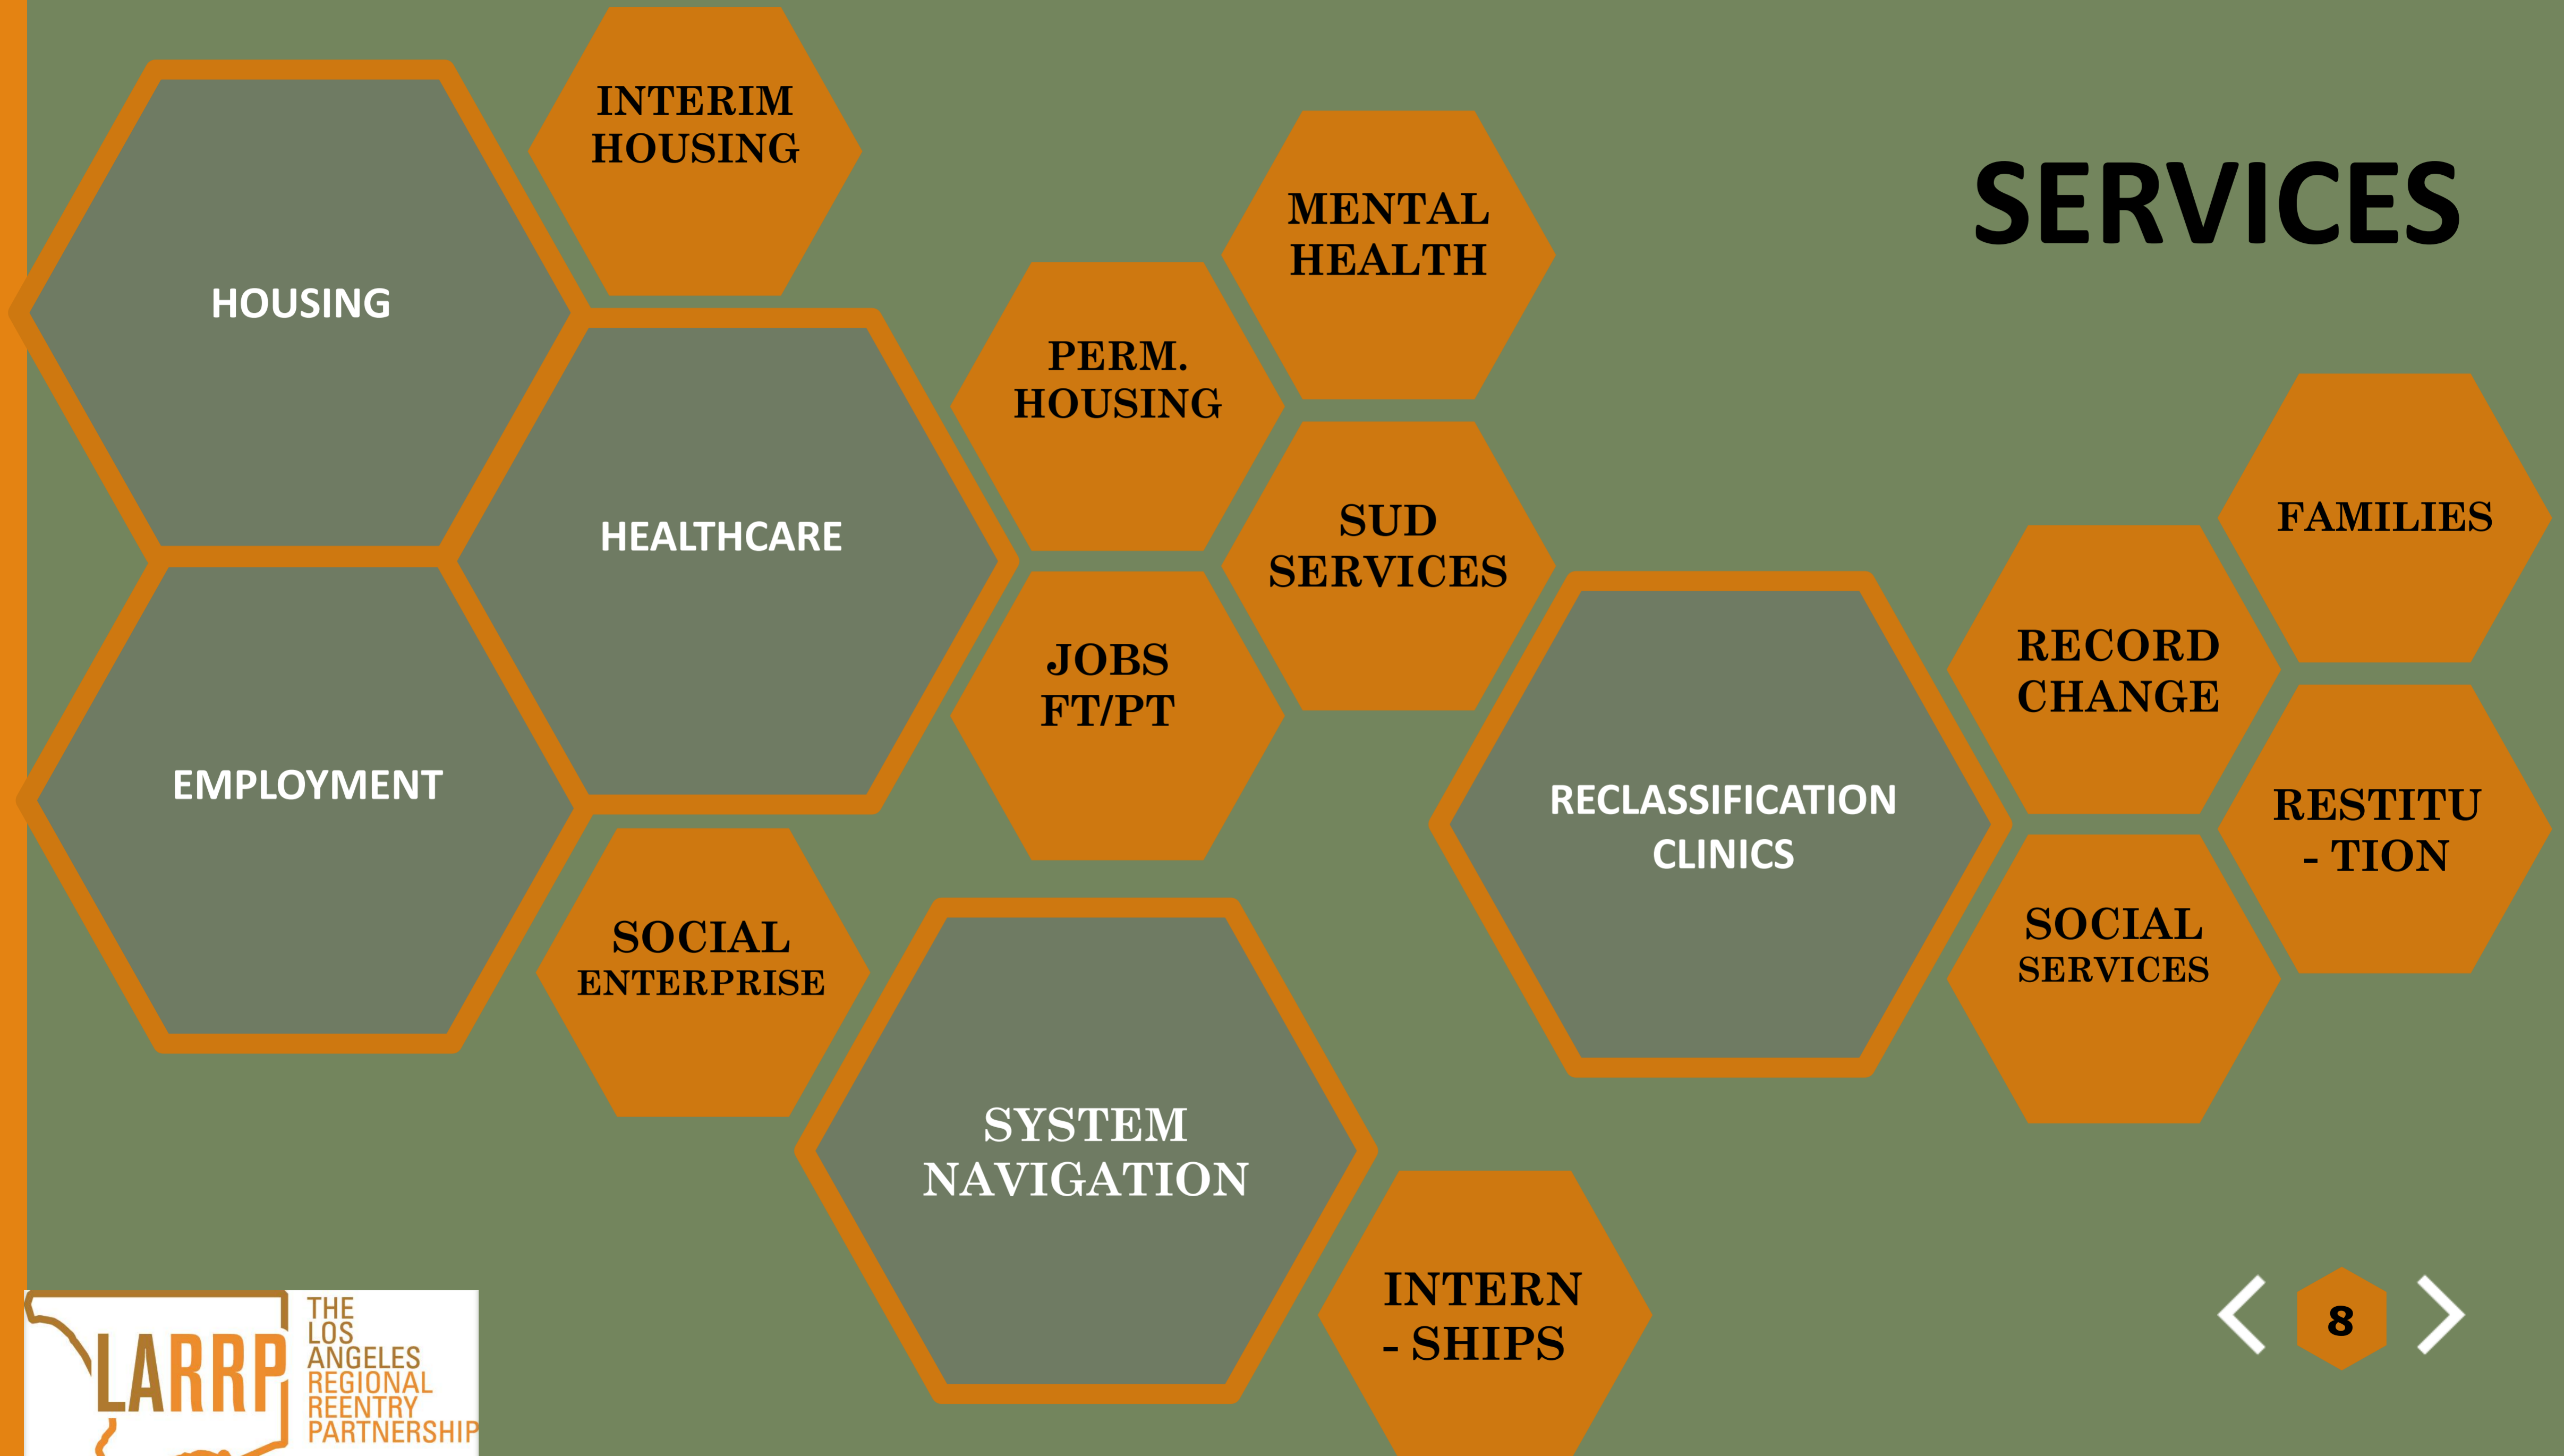 SERVICES
INTERIM
HOUSING
HOUSING
MENTAL
HEALTH
PERM.
HOUSING
HEALTHCARE
SUD
SERVICES
FAMILIES
JOBS
FT/PT
RECORD
CHANGE
EMPLOYMENT
RECLASSIFICATION
CLINICS
RESTITU
- TION
SOCIAL
ENTERPRISE
SOCIAL
SERVICES
SYSTEM
NAVIGATION
INTERN
- SHIPS
LARRP
THE
LOS
ANGELES
REGIONAL
REENTRY
PARTNERSHIP
8